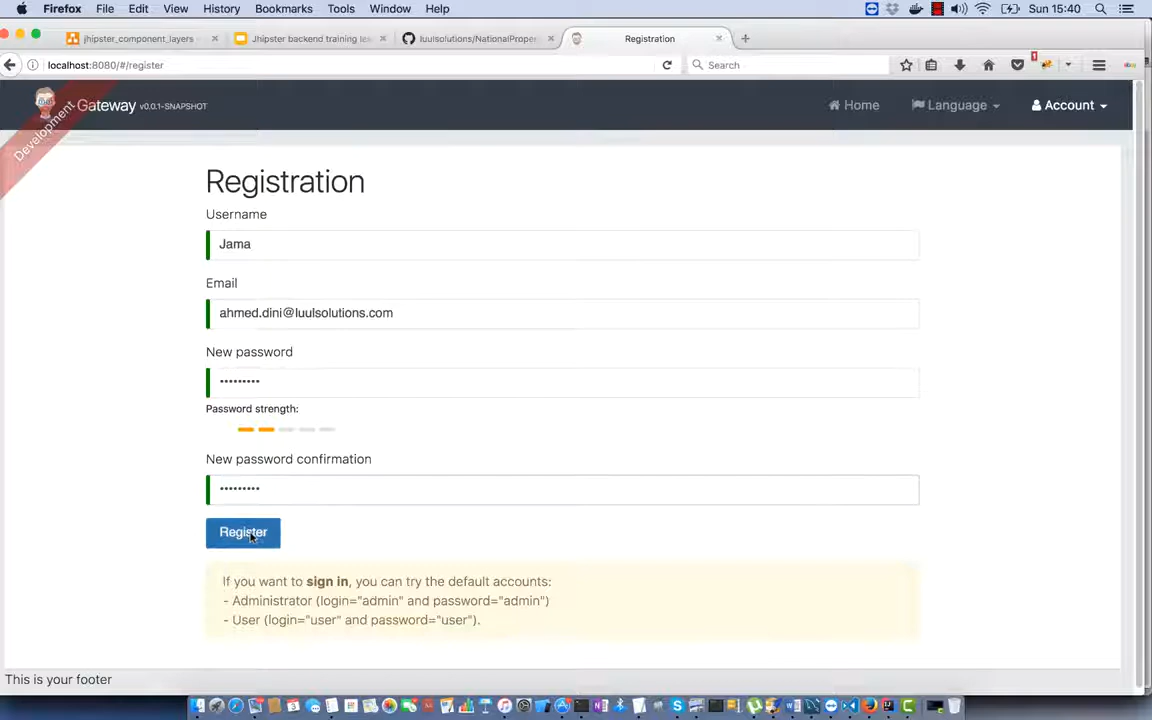 Firefox File Edit View History Bookmarks Tools Window Help Sun 15:40
jhipster_component_layers Jhipster backend training les luulsolutions/NationalProper Registration
localhost:8080/#/register Search
1
Development
Gateway v0.0.1-SNAPSHOT Home Language Account
Registration
Username
Jama
Email
ahmed.dini@luulsolutions.com
New password
•••••••••
Password strength:
New password confirmation
•••••••••
Register
If you want to sign in, you can try the default accounts:
- Administrator (login="admin" and password="admin")
- User (login="user" and password="user").
This is your footer